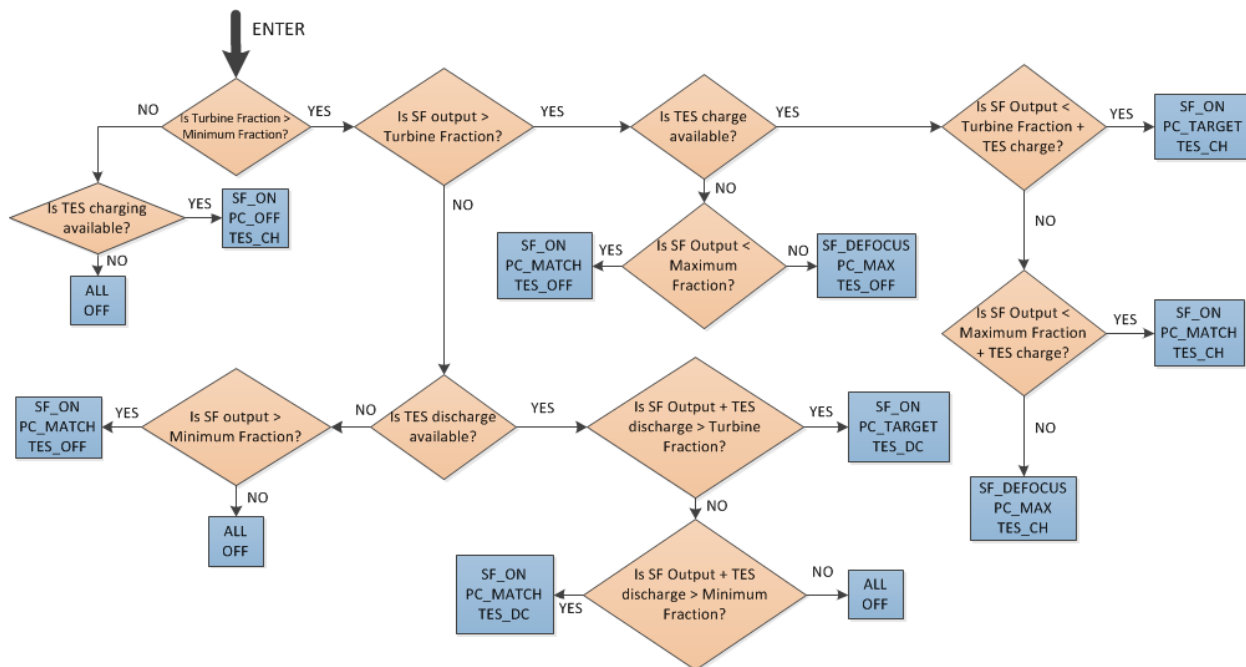 ENTER
NO
Is Turbine Fraction >
Minimum Fraction?
YES
Is SF output >
Turbine Fraction?
YES
Is TES charge
available?
YES
Is SF Output <
Turbine Fraction +
TES charge?
YES
SF_ON
PC_TARGET
TES_CH
Is TES charging
available?
YES
SF_ON
PC_OFF
TES_CH
NO
ALL
OFF
NO
NO
NO
SF_ON
PC_MATCH
TES_OFF
YES
Is SF Output <
Maximum
Fraction?
NO
SF_DEFOCUS
PC_MAX
TES_OFF
Is SF Output <
Maximum Fraction
+ TES charge?
YES
SF_ON
PC_MATCH
TES_CH
NO
SF_DEFOCUS
PC_MAX
TES_CH
SF_ON
PC_MATCH
TES_OFF
YES
Is SF output >
Minimum Fraction?
NO
Is TES discharge
available?
YES
Is SF Output + TES
discharge > Turbine
Fraction?
YES
SF_ON
PC_TARGET
TES_DC
NO
ALL
OFF
NO
SF_ON
PC_MATCH
TES_DC
YES
Is SF Output + TES
discharge > Minimum
Fraction?
NO
ALL
OFF